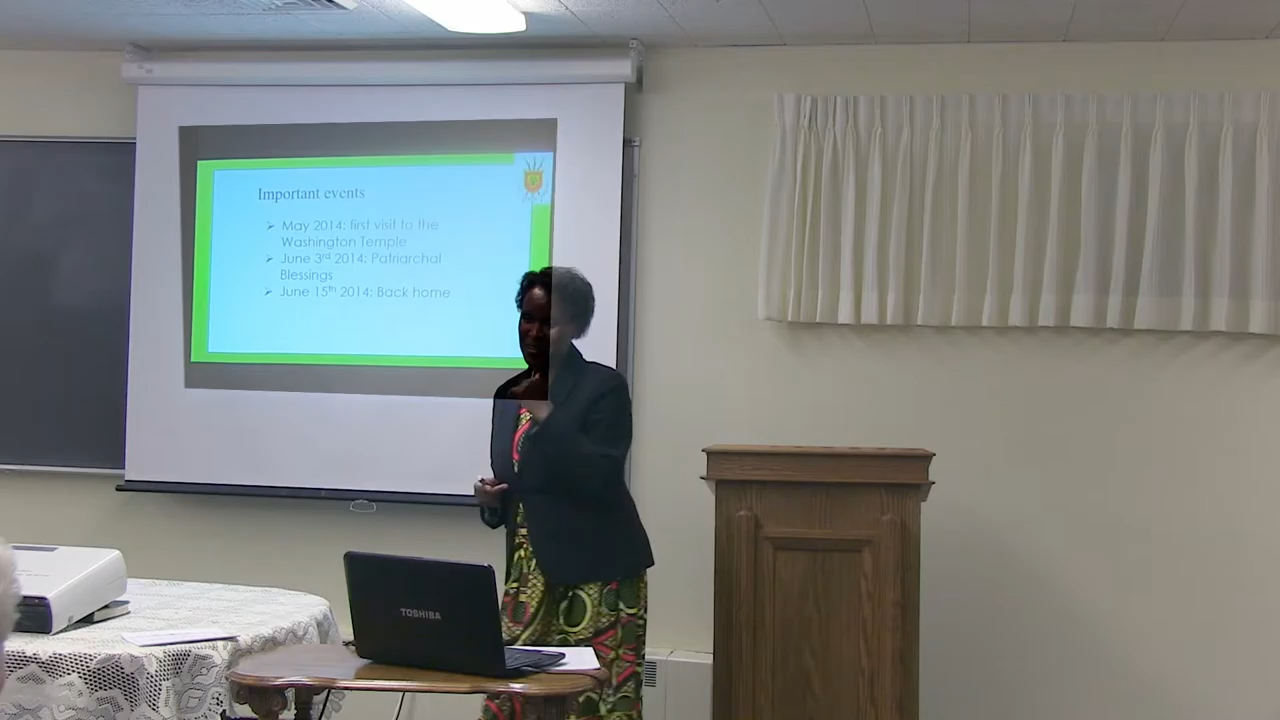 Important events
➢ May 2014: first visit to the
Washington Temple
➢ June 3rd 2014: Patriarchal
Blessings
➢ June 15th 2014: Back home
TOSHIBA